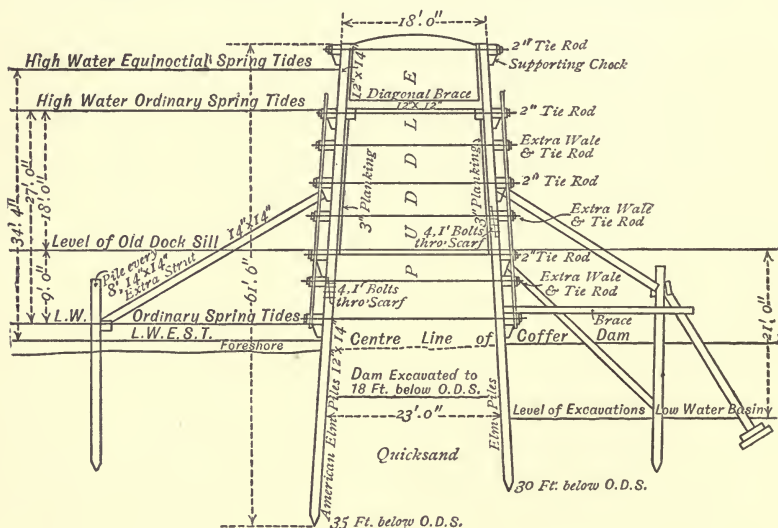 18'. 0"
High Water Equinoctial Spring Tides
2" Tie Rod
Supporting Chock
12" x 14"
Diagonal Brace
12" x 12"
High Water Ordinary Spring Tides
2" Tie Rod
Extra Wale
& Tie Rod
2" Tie Rod
PUDDLE
3" Planking
3" Planking
Extra Wale
& Tie Rod
4, 1' Bolts
thro' Scarf
34'. 4"
27'. 0"
18'. 0"
9'. 0"
61'. 6"
14" x 14"
Level of Old Dock Sill
2" Tie Rod
Extra Wale
& Tie Rod
Pile every
8', 14" x 14"
Extra Strut
4, 1" Bolts
thro' Scarf
L.W. Ordinary Spring Tides
L.W.E.S.T.
Foreshore
Brace
Centre Line of Coffer Dam
21'. 0"
Dam Excavated to
18 Ft. below O.D.S.
23'. 0"
Level of Excavations Low Water Basin
American Elm Piles 12" x 14"
Elm Piles
Quicksand
30 Ft. below O.D.S.
35 Ft. below O.D.S.